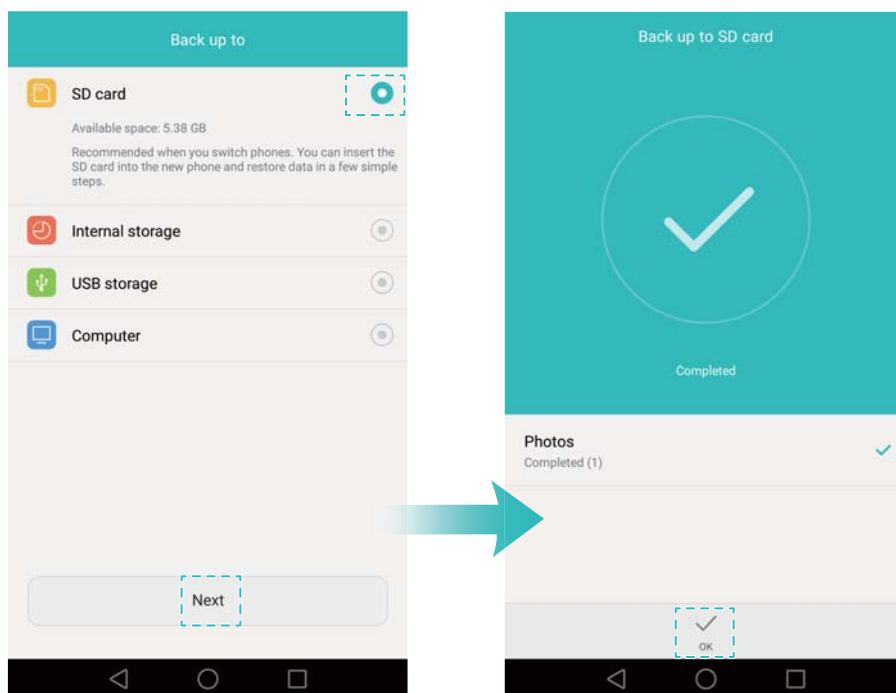 Back up to
SD card
Available space: 5.38 GB
Recommended when you switch phones. You can insert the
SD card into the new phone and restore data in a few simple
steps.
Internal storage
USB storage
Computer
Next
Back up to SD card
Completed
Photos
Completed (1)
OK